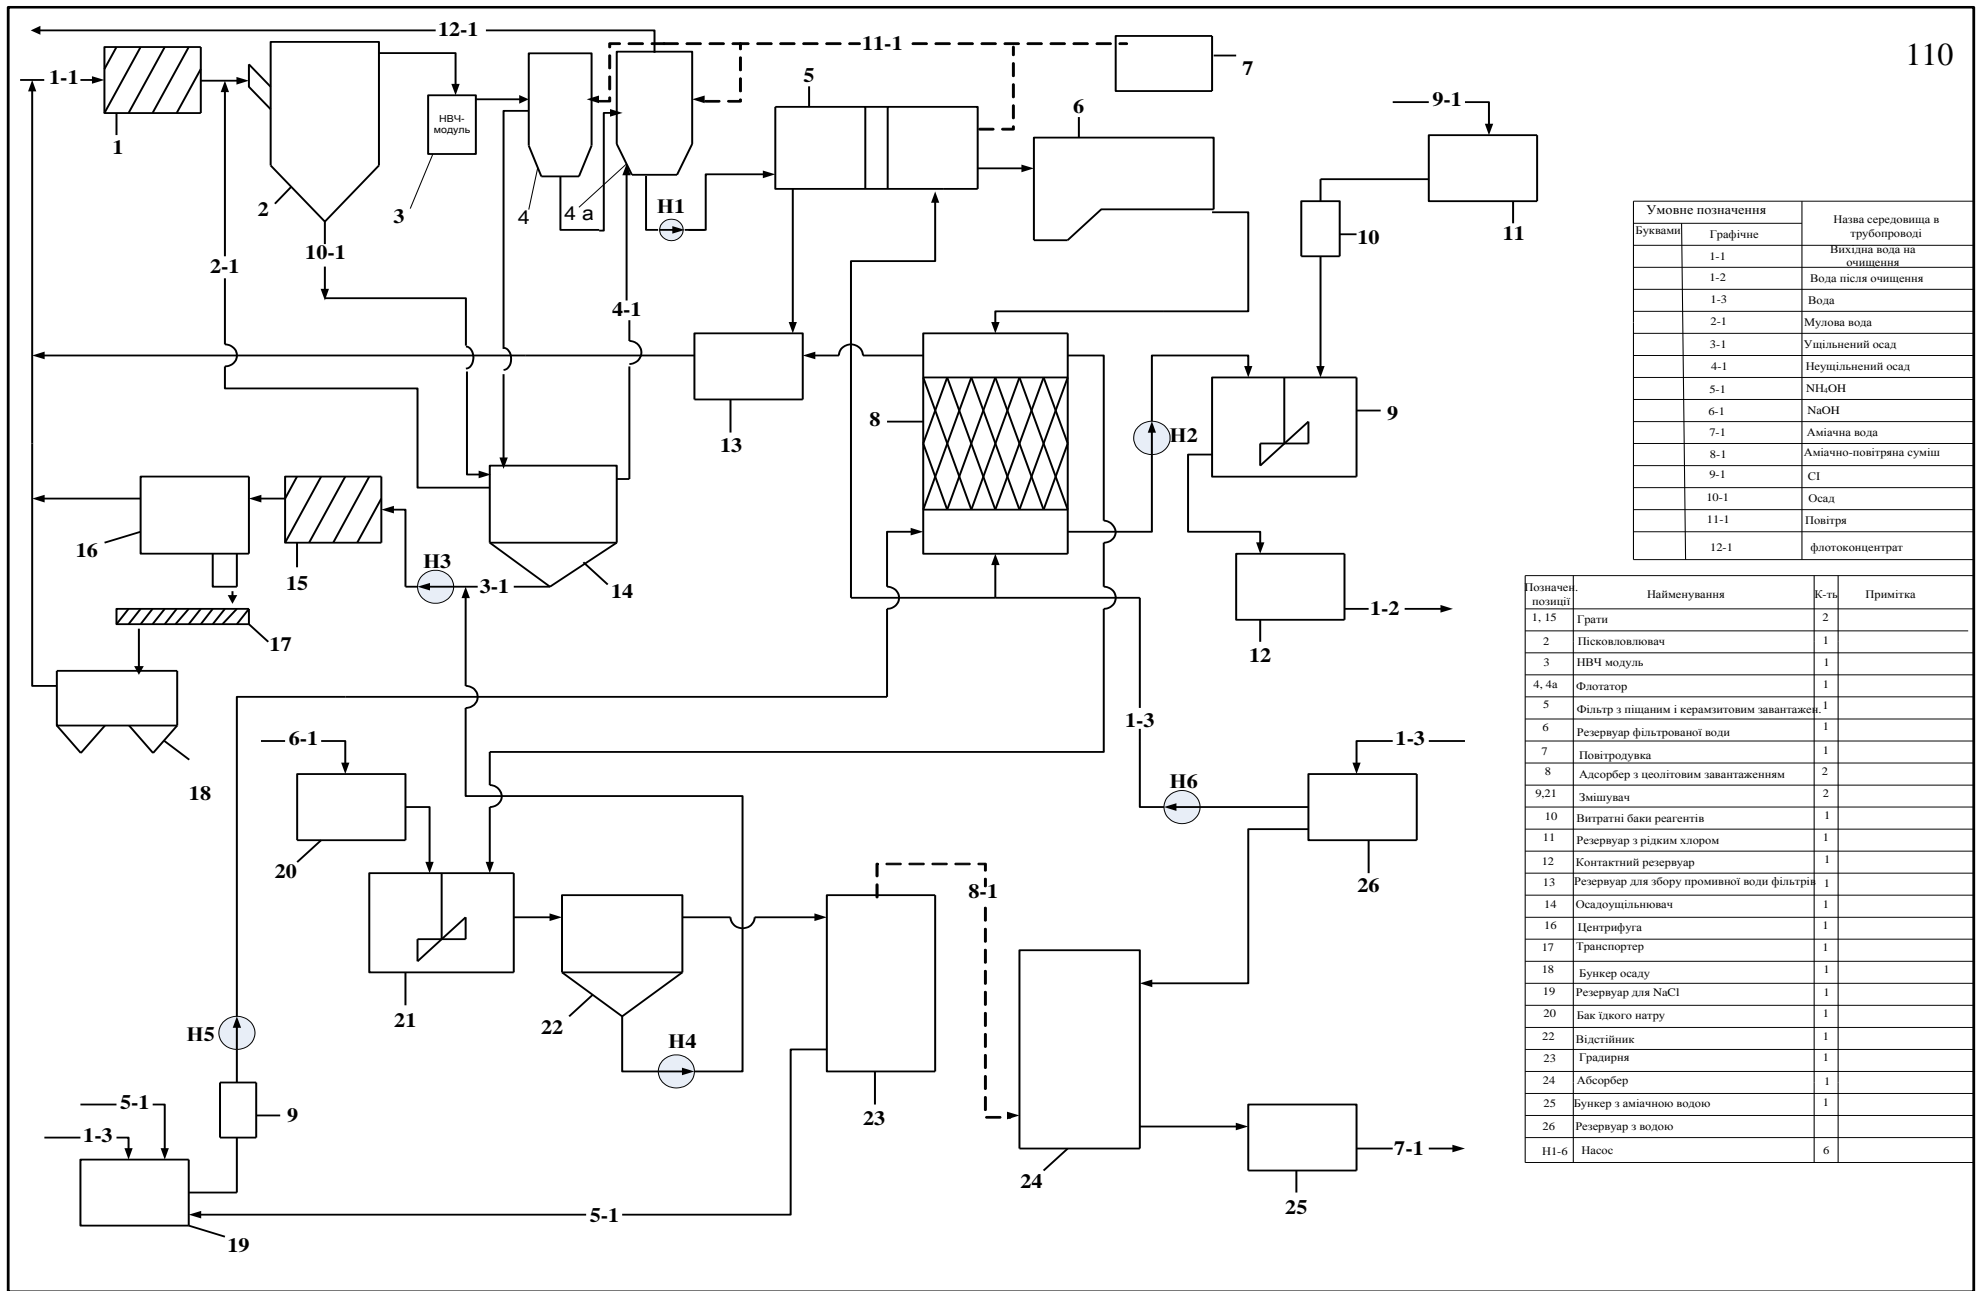 12-1
110
11-1
7
5
6
9-1
1-1
1
НВЧ-
модуль
2
3
4
4 а
Н1
10
11
2-1
10-1
4-1
8
Н2
9
13
16
15
Н3
3-1
14
17
1-2
12
18
6-1
1-3
1-3
Н6
20
26
8-1
21
22
Н4
23
Н5
5-1
9
1-3
24
7-1
25
5-1
19
Умовне позначення
Назва середовища в
трубопроводі
Буквами Графічне
1-1 Вихідна вода на
очищення
1-2 Вода після очищення
1-3 Вода
2-1 Мулова вода
3-1 Ущільнений осад
4-1 Неущільнений осад
5-1 NH₄OH
6-1 NaOH
7-1 Аміачна вода
8-1 Аміачно-повітряна суміш
9-1 Cl
10-1 Осад
11-1 Повітря
12-1 флотоконцентрат
Позначен.
позиції Найменування К-ть Примітка
1, 15 Грати 2
2 Пісковловлювач 1
3 НВЧ модуль 1
4, 4а Флотатор 1
5 Фільтр з піщаним і керамзитовим завантажен. 1
6 Резервуар фільтрованої води 1
7 Повітродувка 1
8 Адсорбер з цеолітовим завантаженням 2
9,21 Змішувач 2
10 Витратні баки реагентів 1
11 Резервуар з рідким хлором 1
12 Контактний резервуар 1
13 Резервуар для збору промивної води фільтрів 1
14 Осадоущільнювач 1
16 Центрифуга 1
17 Транспортер 1
18 Бункер осаду 1
19 Резервуар для NaCl 1
20 Бак їдкого натру 1
22 Відстійник 1
23 Градирня 1
24 Абсорбер 1
25 Бункер з аміачною водою 1
26 Резервуар з водою
Н1-6 Насос 6